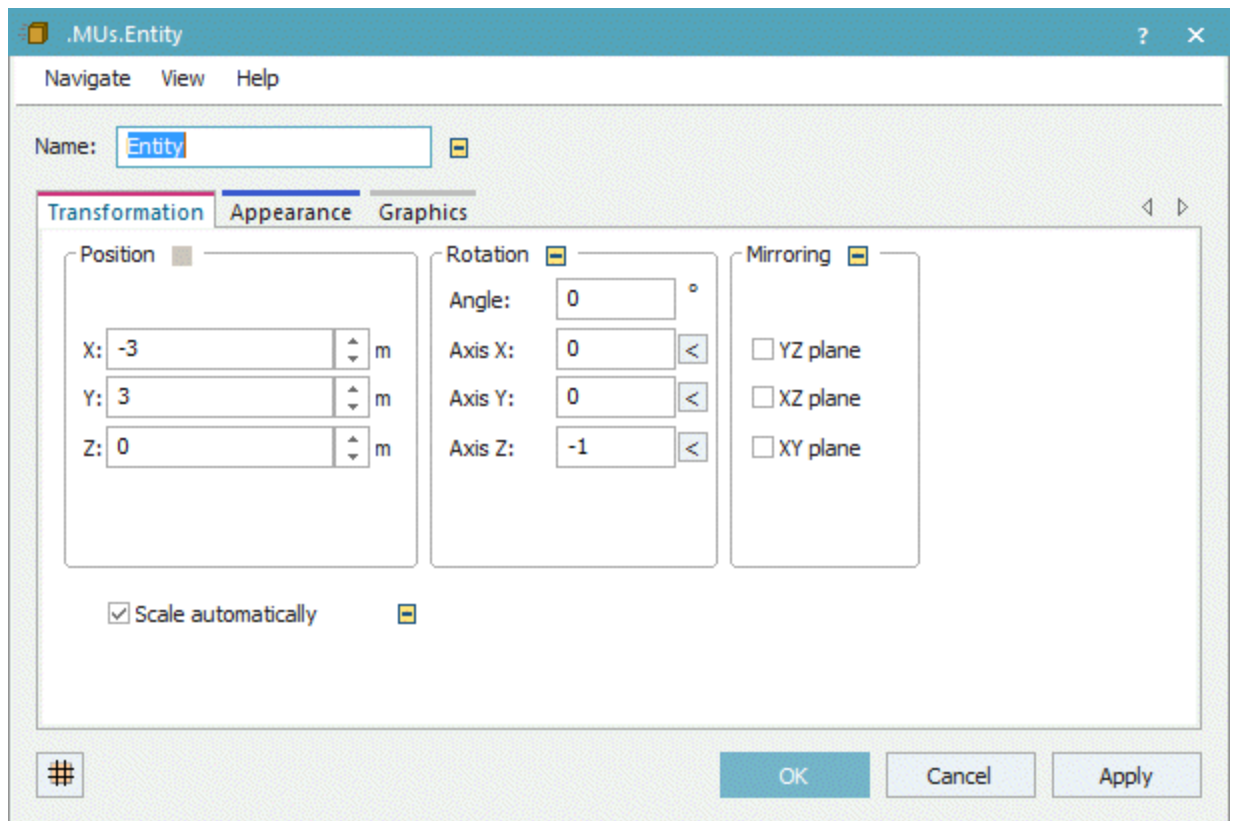 .MUs.Entity ? ×
Navigate View Help
Name: Entity
Transformation Appearance Graphics
Position Rotation Mirroring
Angle: 0 °
X: -3 m Axis X: 0 < YZ plane
Y: 3 m Axis Y: 0 < XZ plane
Z: 0 m Axis Z: -1 < XY plane
Scale automatically
OK Cancel Apply